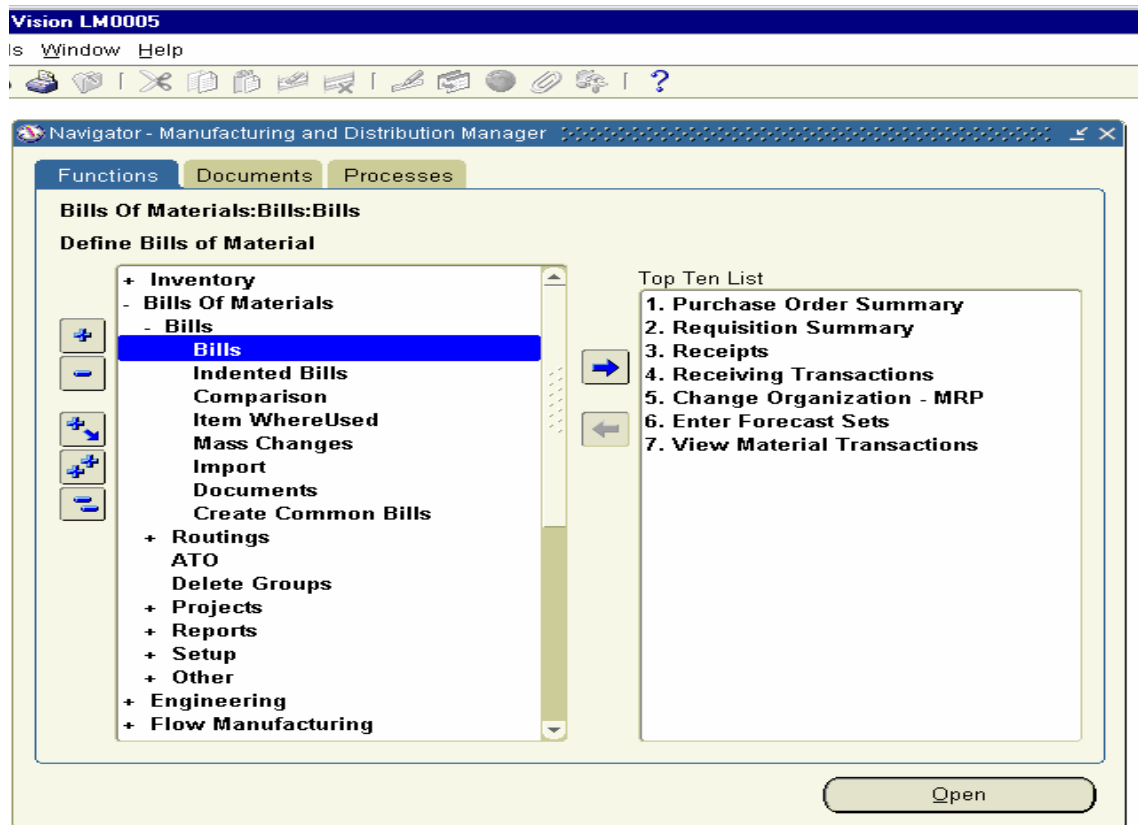 Vision LM0005
ls Window Help
Navigator - Manufacturing and Distribution Manager
Functions Documents Processes
Bills Of Materials:Bills:Bills
Define Bills of Material
+ Inventory
- Bills Of Materials
- Bills
Bills
Indented Bills
Comparison
Item WhereUsed
Mass Changes
Import
Documents
Create Common Bills
+ Routings
ATO
Delete Groups
+ Projects
+ Reports
+ Setup
+ Other
+ Engineering
+ Flow Manufacturing
Top Ten List
1. Purchase Order Summary
2. Requisition Summary
3. Receipts
4. Receiving Transactions
5. Change Organization - MRP
6. Enter Forecast Sets
7. View Material Transactions
Open